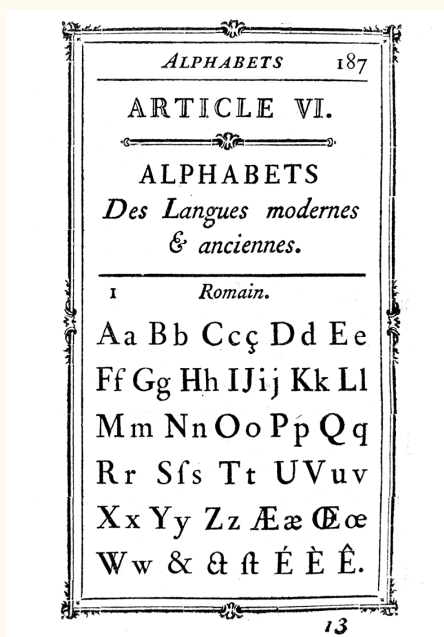 ALPHABETS 187
ARTICLE VI.
ALPHABETS
Des Langues modernes
& anciennes.
1 Romain.
Aa Bb Ccç Dd Ee
Ff Gg Hh IJij Kk Ll
Mm Nn Oo Pp Qq
Rr Sſs Tt UVuv
Xx Yy Zz Ææ Œœ
Ww & ct ſt É È Ê.
13